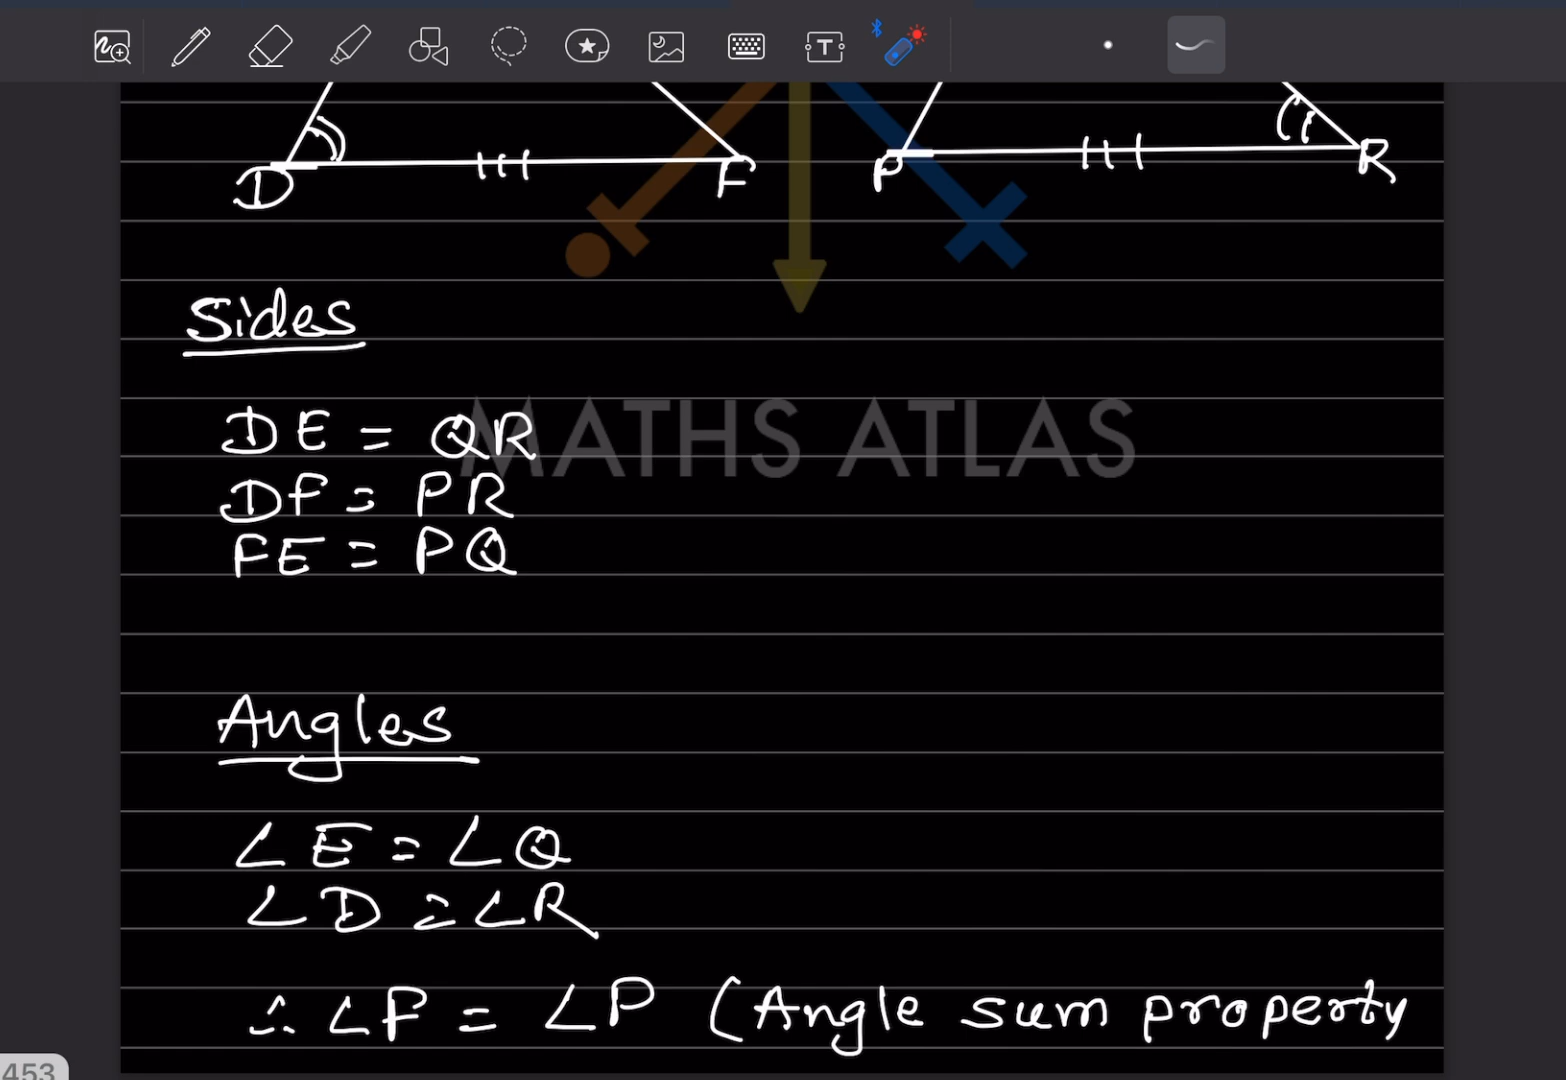 D F P R
Sides
MATHS ATLAS
DE = QR
DF = PR
FE = PQ
Angles
∠E = ∠Q
∠D = ∠R
∴ ∠F = ∠P (Angle sum property
453